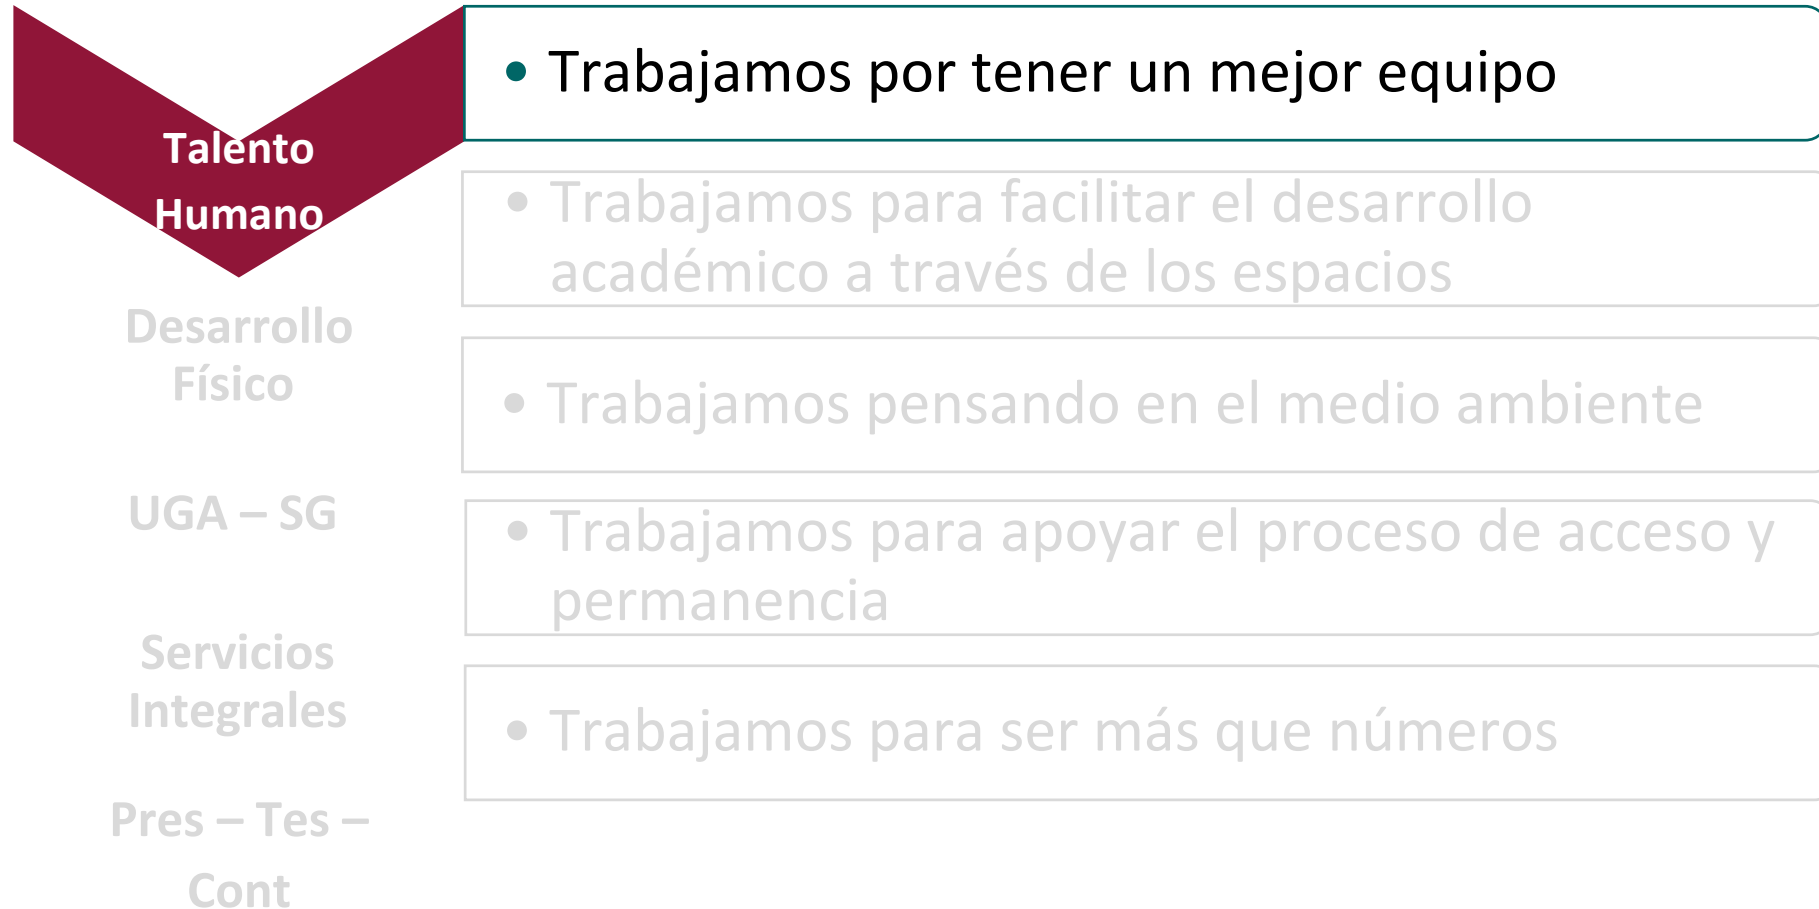 Talento
Humano
• Trabajamos por tener un mejor equipo
Desarrollo
Físico
• Trabajamos para facilitar el desarrollo
académico a través de los espacios
UGA – SG
• Trabajamos pensando en el medio ambiente
Servicios
Integrales
• Trabajamos para apoyar el proceso de acceso y
permanencia
Pres – Tes –
Cont
• Trabajamos para ser más que números